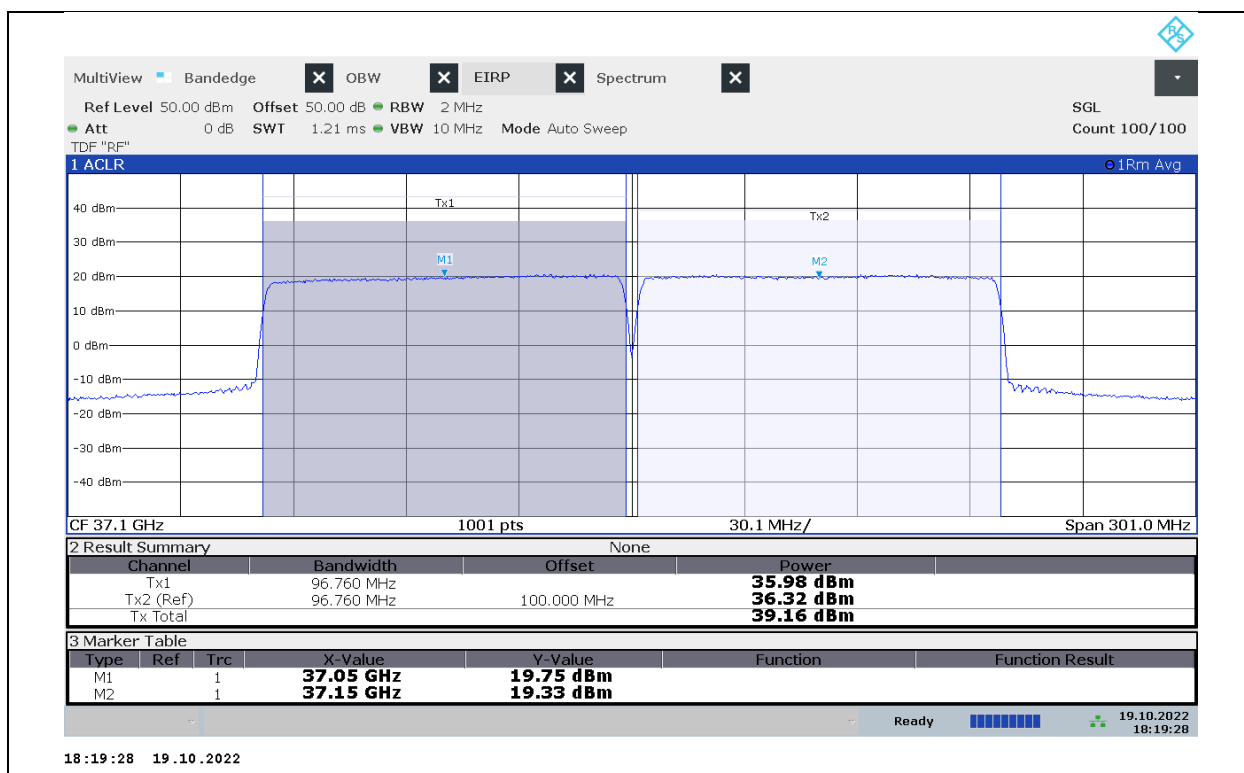 R&S
MultiView Bandedge X OBW X EIRP X Spectrum X
Ref Level 50.00 dBm Offset 50.00 dB RBW 2 MHz SGL
Att 0 dB SWT 1.21 ms VBW 10 MHz Mode Auto Sweep Count 100/100
TDF "RF"
1 ACLR 1Rm Avg
40 dBm
Tx1
Tx2
30 dBm
M1
M2
20 dBm
10 dBm
0 dBm
-10 dBm
-20 dBm
-30 dBm
-40 dBm
CF 37.1 GHz 1001 pts 30.1 MHz/ Span 301.0 MHz
2 Result Summary None
Channel Bandwidth Offset Power
Tx1 96.760 MHz 35.98 dBm
Tx2 (Ref) 96.760 MHz 100.000 MHz 36.32 dBm
Tx Total 39.16 dBm
3 Marker Table
Type Ref Trc X-Value Y-Value Function Function Result
M1 1 37.05 GHz 19.75 dBm
M2 1 37.15 GHz 19.33 dBm
Ready 19.10.2022
18:19:28
18:19:28 19.10.2022